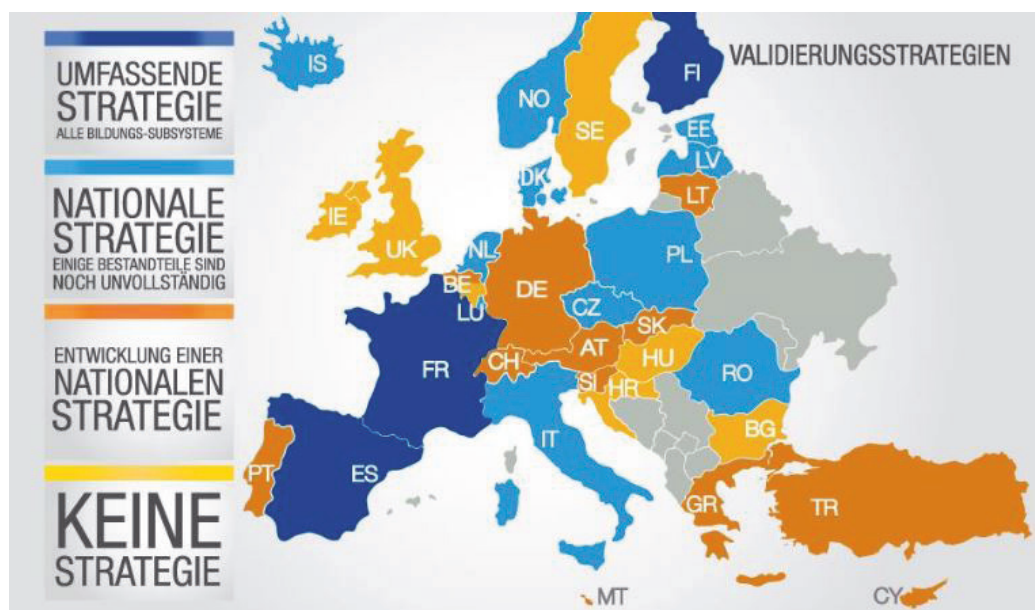 UMFASSENDE
STRATEGIE
ALLE BILDUNGS-SUBSYSTEME
NATIONALE
STRATEGIE
EINIGE BESTANDTEILE SIND
NOCH UNVOLLSTÄNDIG
ENTWICKLUNG EINER
NATIONALEN
STRATEGIE
KEINE
STRATEGIE
VALIDIERUNGSSTRATEGIEN
IS
FI
NO
SE
EE
LV
DK
LT
IE
UK
NL
PL
BE
DE
LU
CZ
SK
FR
CH
AT
HU
SI
HR
RO
IT
BG
PT
ES
GR
TR
MT
CY